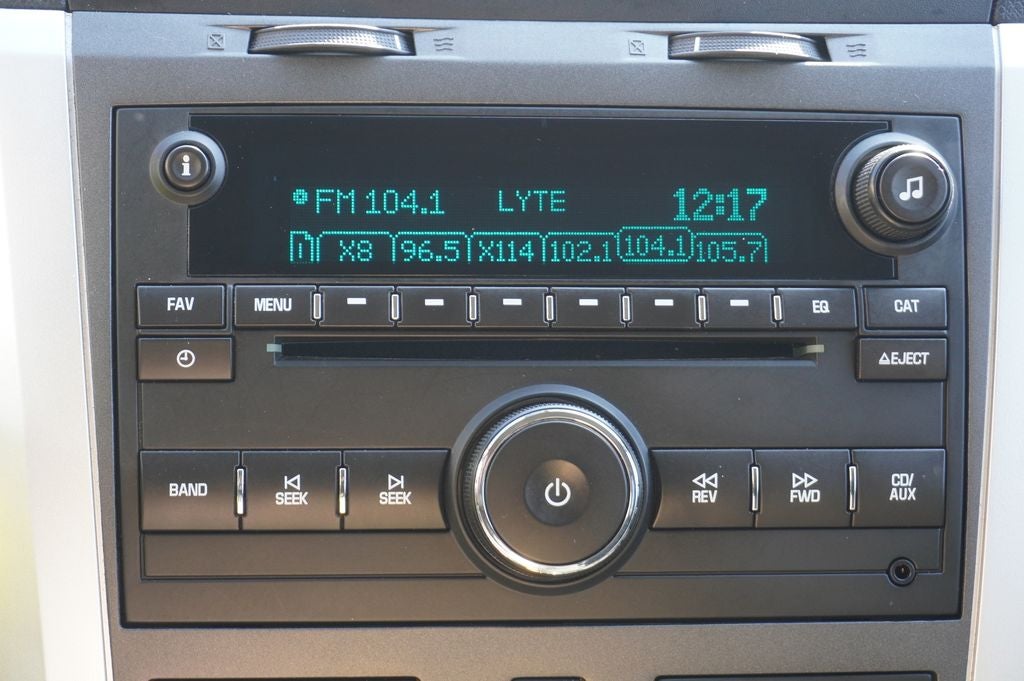 i
FM 104.1 LYTE 12:17
X8 96.5 X114 102.1 104.1 105.7
FAV MENU EQ CAT
EJECT
BAND SEEK SEEK REV FWD CD/
AUX